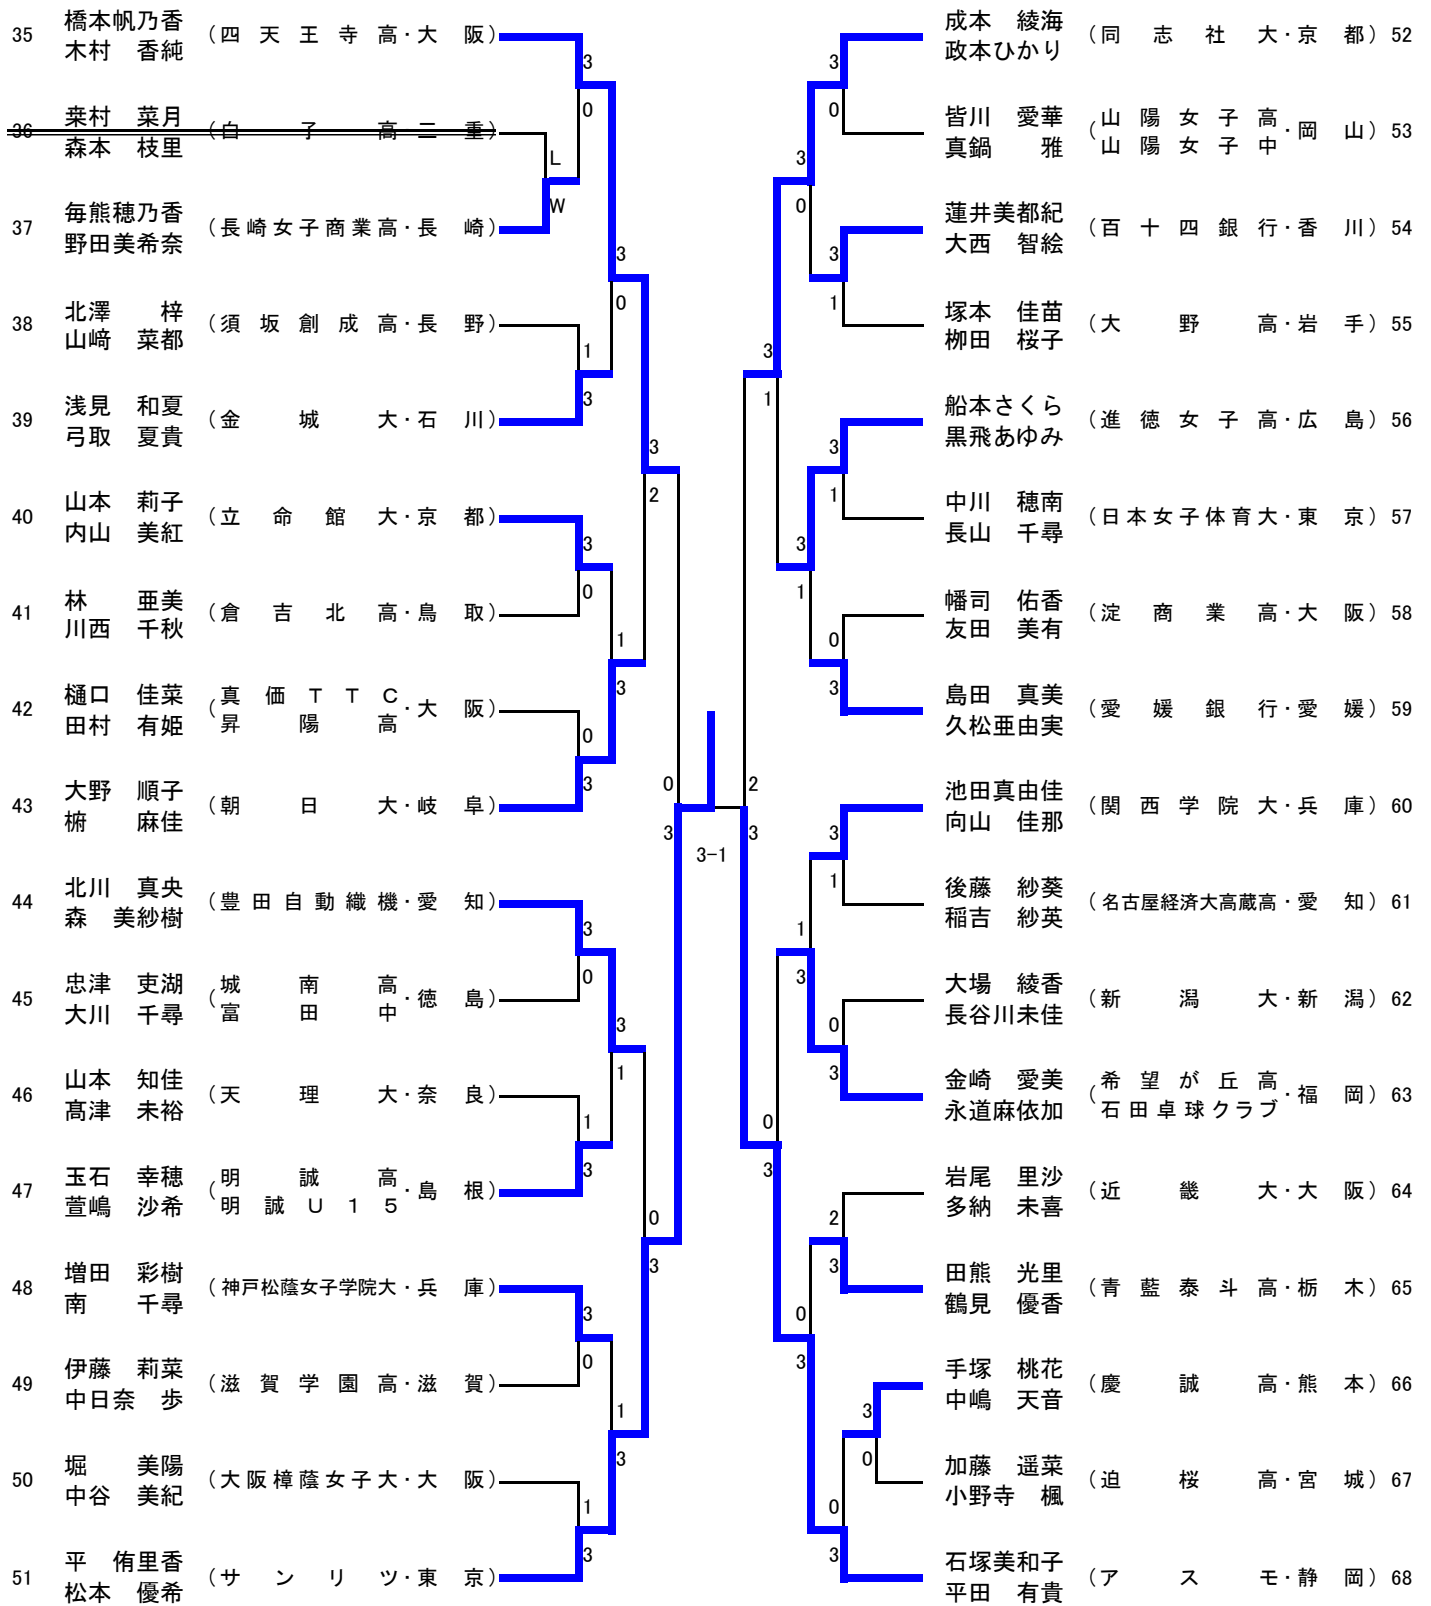 35 橋本帆乃香 木村 香純 (四天王寺高・大阪)
36 桒村 菜月 森本 枝里 (白子高三重)
37 毎熊穂乃香 野田美希奈 (長崎女子商業高・長崎)
38 北澤 梓 山﨑 菜都 (須坂創成高・長野)
39 浅見 和夏 弓取 夏貴 (金城大・石川)
40 山本 莉子 内山 美紅 (立命館大・京都)
41 林 亜美 川西 千秋 (倉吉北高・鳥取)
42 樋口 佳菜 田村 有姫 (真価TTC 昇陽高・大阪)
43 大野 順子 椨 麻佳 (朝日大・岐阜)
44 北川 真央 森 美紗樹 (豊田自動織機・愛知)
45 忠津 吏湖 大川 千尋 (城南高 富田中・徳島)
46 山本 知佳 髙津 未裕 (天理大・奈良)
47 玉石 幸穂 萱嶋 沙希 (明誠高 明誠U15・島根)
48 増田 彩樹 南 千尋 (神戸松蔭女子学院大・兵庫)
49 伊藤 莉菜 中日奈 歩 (滋賀学園高・滋賀)
50 堀 美陽 中谷 美紀 (大阪樟蔭女子大・大阪)
51 平 侑里香 松本 優希 (サンリツ・東京)
3
0
L
W
3
0
1
3
3
2
3
0
1
3
0
3
0
3
3
0
3
1
1
3
0
3
3
0
1
3
1
3
3-1
成本 綾海 政本ひかり (同志社大・京都) 52
皆川 愛華 真鍋 雅 (山陽女子高 山陽女子中・岡山) 53
蓮井美都紀 大西 智絵 (百十四銀行・香川) 54
塚本 佳苗 栁田 桜子 (大野高・岩手) 55
船本さくら 黒飛あゆみ (進徳女子高・広島) 56
中川 穂南 長山 千尋 (日本女子体育大・東京) 57
幡司 佑香 友田 美有 (淀商業高・大阪) 58
島田 真美 久松亜由実 (愛媛銀行・愛媛) 59
池田真由佳 向山 佳那 (関西学院大・兵庫) 60
後藤 紗葵 稲吉 紗英 (名古屋経済大高蔵高・愛知) 61
大場 綾香 長谷川未佳 (新潟大・新潟) 62
金崎 愛美 永道麻依加 (希望が丘高 石田卓球クラブ・福岡) 63
岩尾 里沙 多納 未喜 (近畿大・大阪) 64
田熊 光里 鶴見 優香 (青藍泰斗高・栃木) 65
手塚 桃花 中嶋 天音 (慶誠高・熊本) 66
加藤 遥菜 小野寺 楓 (迫桜高・宮城) 67
石塚美和子 平田 有貴 (アスモ・静岡) 68
3
0
3
0
3
1
3
1
3
1
3
1
0
3
2
3
3
1
1
3
0
3
0
3
2
3
0
3
3
0
0
3